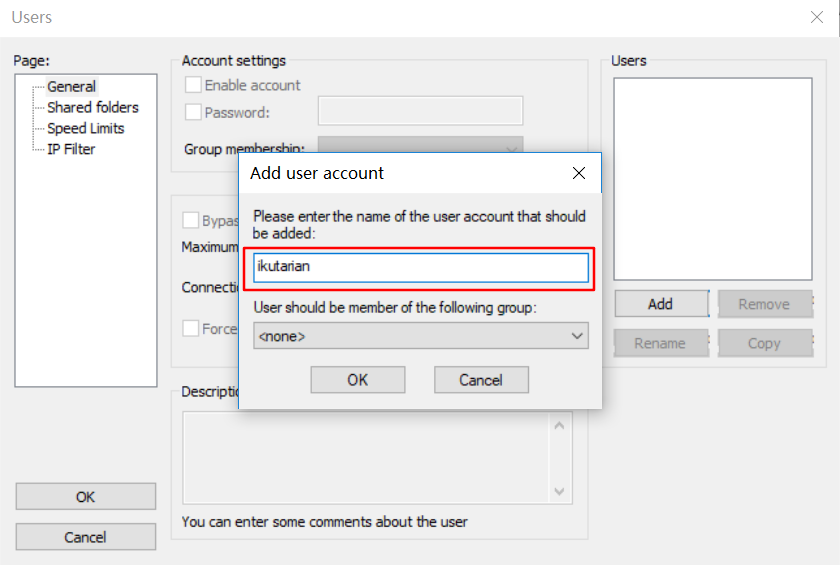 Users
Page:
General
Shared folders
Speed Limits
IP Filter
OK
Cancel
Account settings
Enable account
Password:
Group membership:
Maximum
Force
You can enter some comments about the user
Add user account
Please enter the name of the user account that should
be added:
ikutarian
User should be member of the following group:
<none>
OK
Cancel
Users
Add
Remove
Rename
Copy